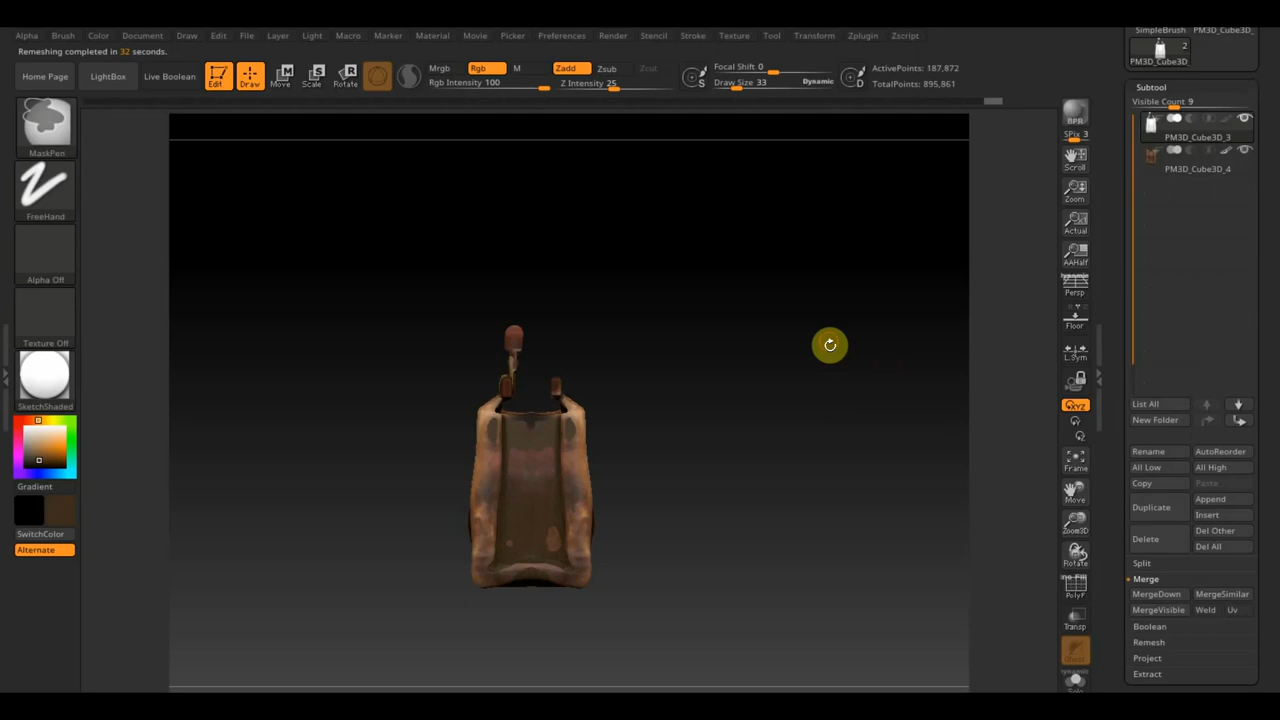 SimpleBrush PM3D_Cube3D_
Alpha Brush Color Document Draw Edit File Layer Light Macro Marker Material Movie Picker Preferences Render Stencil Stroke Texture Tool Transform Zplugin Zscript
Remeshing completed in 32 seconds.
2
PM3D_Cube3D
Home Page LightBox Live Boolean Edit Draw Move Scale Rotate
M S R
Mrgb Rgb M Zadd Zsub Zcut
Rgb Intensity 100 Z Intensity 25
S Focal Shift 0
Draw Size 33 Dynamic D
ActivePoints: 187,872
TotalPoints: 895,861
Subtool
Visible Count 9
PM3D_Cube3D_3
PM3D_Cube3D_4
MaskPen
FreeHand
Alpha Off
Texture Off
SketchShaded
Gradient
SwitchColor
Alternate
BPR
SPix 3
Scroll
Zoom
Actual
AAHalf
Dynamic
Persp
Floor
L.Sym
XYZ
Frame
Move
Zoom3D
Rotate
PolyF
Transp
Ghost
Dynamic
Solo
List All
New Folder
Rename AutoReorder
All Low All High
Copy Paste
Duplicate Append
Insert
Delete Del Other
Del All
Split
Merge
MergeDown MergeSimilar
MergeVisible Weld Uv
Boolean
Remesh
Project
Extract